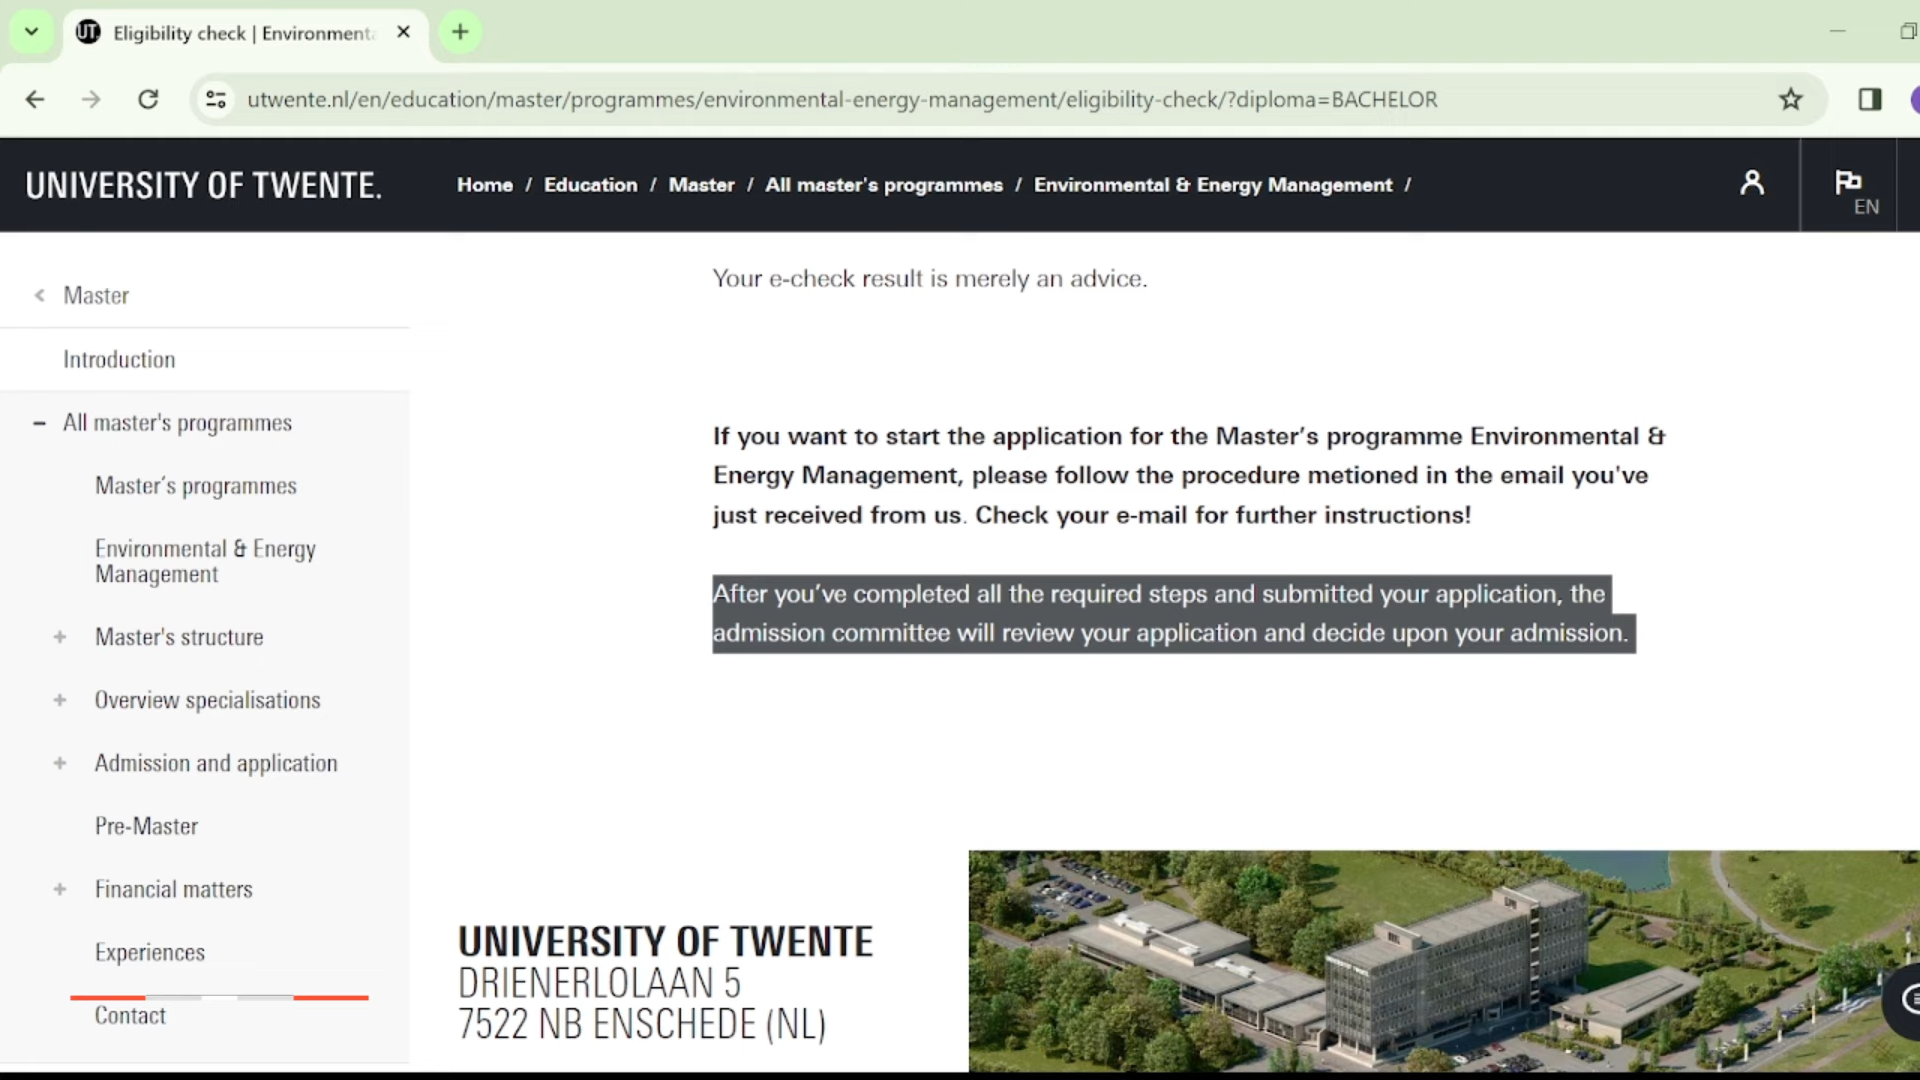 Eligibility check | Environment
utwente.nl/en/education/master/programmes/environmental-energy-management/eligibility-check/?diploma=BACHELOR
UNIVERSITY OF TWENTE.
Home / Education / Master / All master's programmes / Environmental & Energy Management /
EN
Master
Introduction
All master's programmes
Master's programmes
Environmental & Energy
Management
Master's structure
Overview specialisations
Admission and application
Pre-Master
Financial matters
Experiences
Contact
Your e-check result is merely an advice.
If you want to start the application for the Master’s programme Environmental &
Energy Management, please follow the procedure metioned in the email you've
just received from us. Check your e-mail for further instructions!
After you’ve completed all the required steps and submitted your application, the
admission committee will review your application and decide upon your admission.
UNIVERSITY OF TWENTE
DRIENERLOLAAN 5
7522 NB ENSCHEDE (NL)